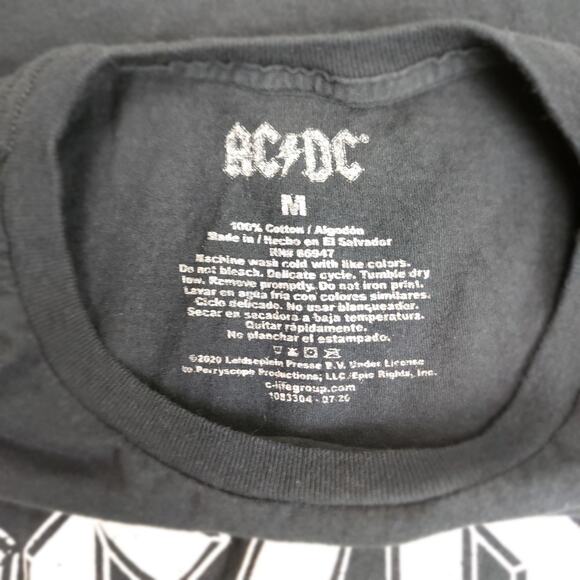 AC⚡DC®
M
100% Cotton / Algodón
Made in / Hecho en El Salvador
RN# 86947
Machine wash cold with like colors.
Do not bleach. Delicate cycle. Tumble dry
low. Remove promptly. Do not iron print.
Lavar en agua fria con colores similares.
Ciclo delicado. No usar blanqueador.
Secar en secadora a baja temperatura.
Quitar rápidamente.
No planchar el estampado.
©2020 Leidseplein Presse B.V. Under License
to Perryscope Productions, LLC/Epic Rights, Inc.
c-lifegroup.com
1083304 - 07 20